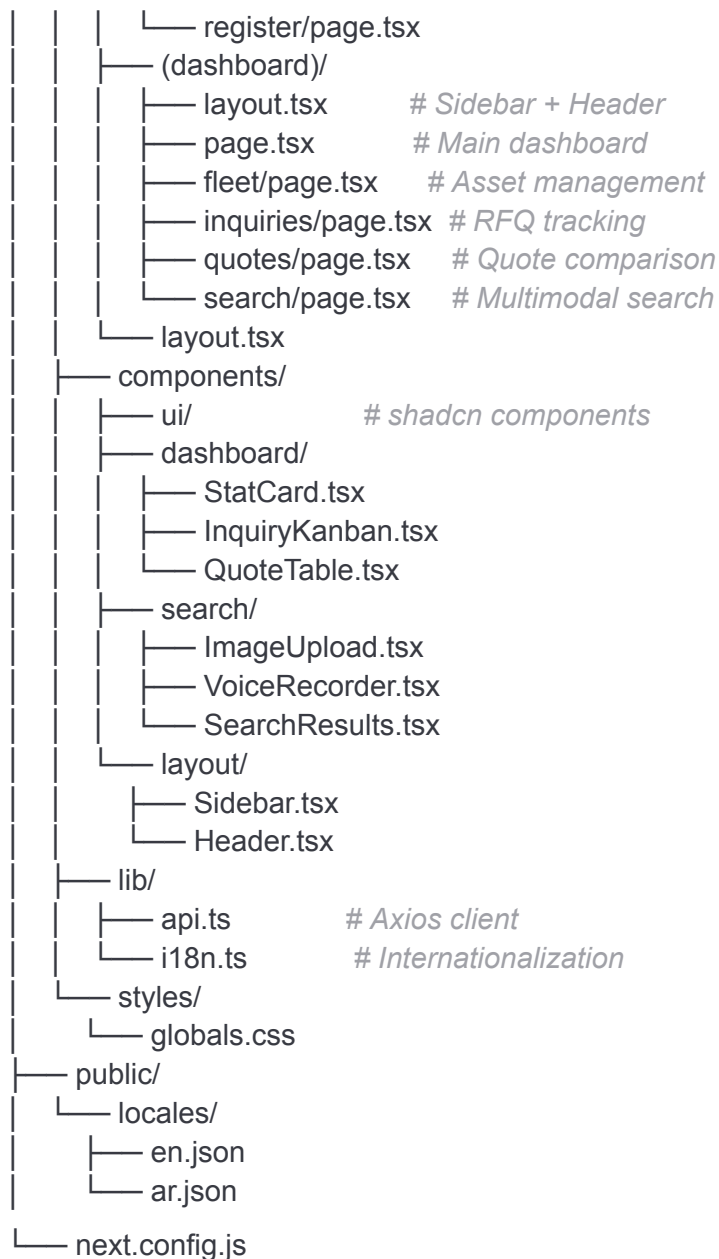 │   │   │   └── register/page.tsx
│   │   ├── (dashboard)/
│   │   │   ├── layout.tsx        # Sidebar + Header
│   │   │   ├── page.tsx          # Main dashboard
│   │   │   ├── fleet/page.tsx    # Asset management
│   │   │   ├── inquiries/page.tsx # RFQ tracking
│   │   │   ├── quotes/page.tsx   # Quote comparison
│   │   │   └── search/page.tsx   # Multimodal search
│   │   └── layout.tsx
│   ├── components/
│   │   ├── ui/                   # shadcn components
│   │   ├── dashboard/
│   │   │   ├── StatCard.tsx
│   │   │   ├── InquiryKanban.tsx
│   │   │   └── QuoteTable.tsx
│   │   ├── search/
│   │   │   ├── ImageUpload.tsx
│   │   │   ├── VoiceRecorder.tsx
│   │   │   └── SearchResults.tsx
│   │   └── layout/
│   │       ├── Sidebar.tsx
│   │       └── Header.tsx
│   ├── lib/
│   │   ├── api.ts                # Axios client
│   │   └── i18n.ts               # Internationalization
│   └── styles/
│       └── globals.css
├── public/
│   └── locales/
│       ├── en.json
│       └── ar.json
└── next.config.js